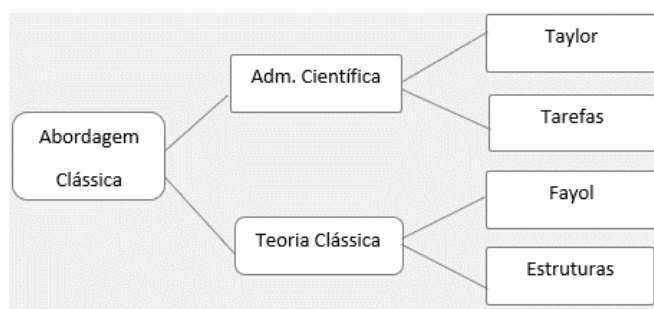 Abordagem
Clássica
Adm. Científica
Taylor
Tarefas
Teoria Clássica
Fayol
Estruturas